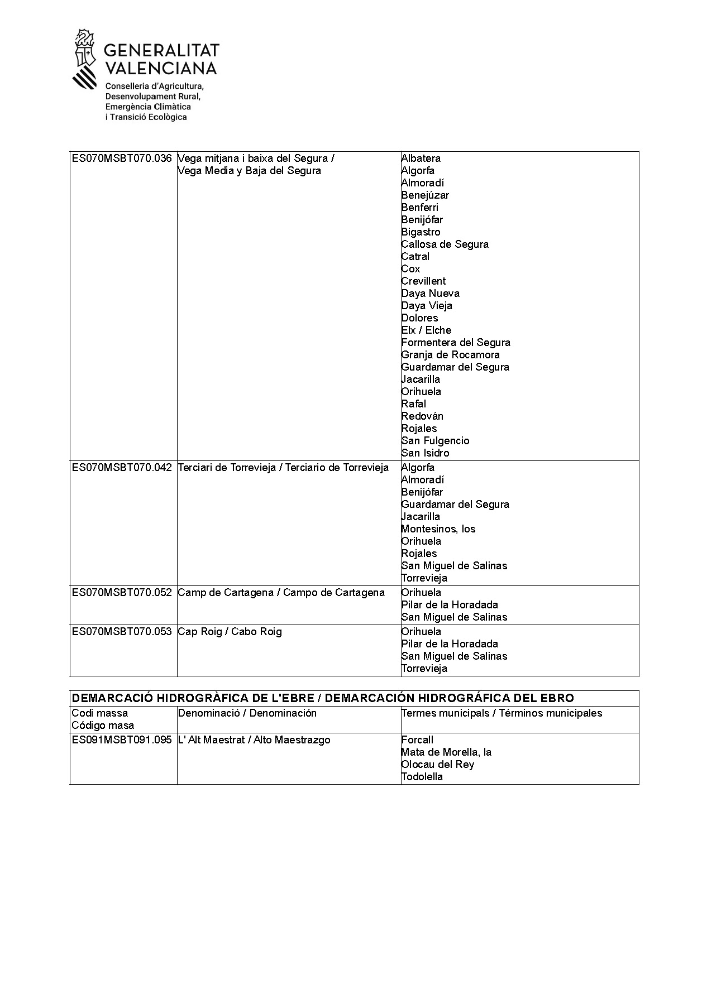 GENERALITAT
VALENCIANA
Conselleria d'Agricultura,
Desenvolupament Rural,
Emergència Climàtica
i Transició Ecològica
ES070MSBT070.036 Vega mitjana i baixa del Segura / Albatera
Vega Media y Baja del Segura Algorfa
Almoradí
Benejúzar
Benferri
Benijófar
Bigastro
Callosa de Segura
Catral
Cox
Crevillent
Daya Nueva
Daya Vieja
Dolores
Elx / Elche
Formentera del Segura
Granja de Rocamora
Guardamar del Segura
Jacarilla
Orihuela
Rafal
Redován
Rojales
San Fulgencio
San Isidro
ES070MSBT070.042 Terciari de Torrevieja / Terciario de Torrevieja Algorfa
Almoradí
Benijófar
Guardamar del Segura
Jacarilla
Montesinos, los
Orihuela
Rojales
San Miguel de Salinas
Torrevieja
ES070MSBT070.052 Camp de Cartagena / Campo de Cartagena Orihuela
Pilar de la Horadada
San Miguel de Salinas
ES070MSBT070.053 Cap Roig / Cabo Roig Orihuela
Pilar de la Horadada
San Miguel de Salinas
Torrevieja
DEMARCACIÓ HIDROGRÀFICA DE L'EBRE / DEMARCACIÓN HIDROGRÁFICA DEL EBRO
Codi massa Denominació / Denominación Termes municipals / Términos municipales
Código masa
ES091MSBT091.095 L' Alt Maestrat / Alto Maestrazgo Forcall
Mata de Morella, la
Olocau del Rey
Todolella